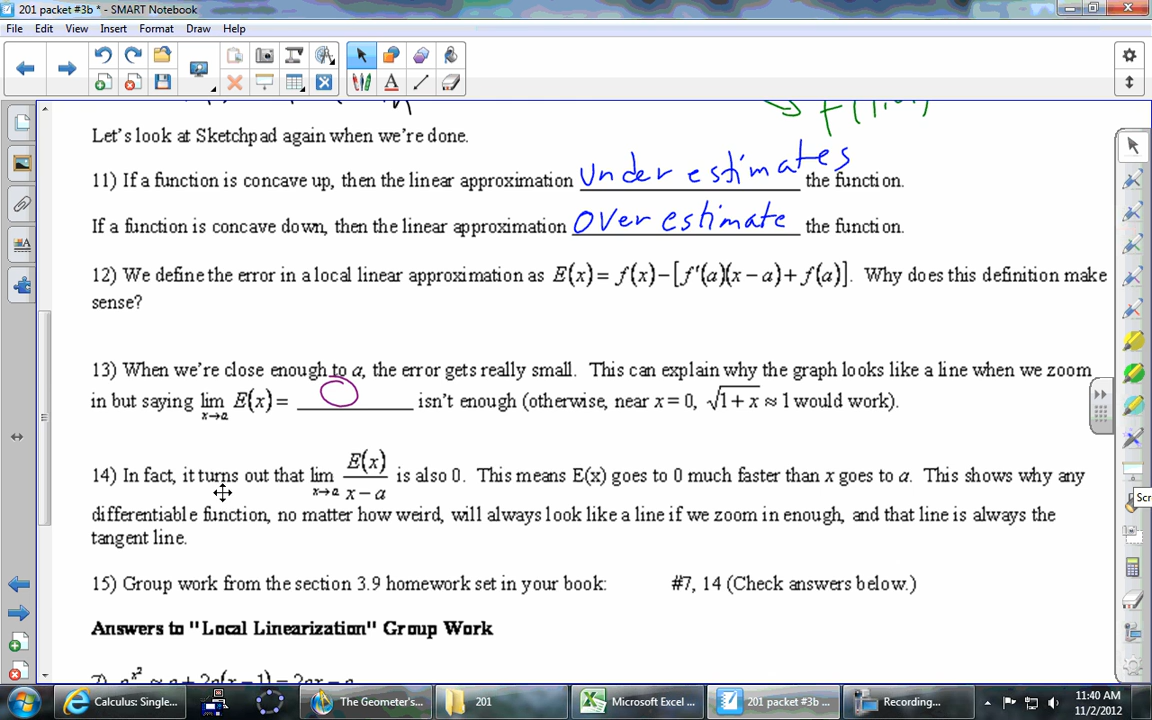 201 packet #3b * - SMART Notebook
File Edit View Insert Format Draw Help
Let's look at Sketchpad again when we're done.
11) If a function is concave up, then the linear approximation under estimates the function.
If a function is concave down, then the linear approximation over estimate the function.
12) We define the error in a local linear approximation as E(x) = f(x) − [f′(a)(x − a) + f(a)]. Why does this definition make
sense?
13) When we're close enough to a, the error gets really small. This can explain why the graph looks like a line when we zoom
in but saying lim x→a E(x) = 0 isn't enough (otherwise, near x = 0, √1+x ≈ 1 would work).
14) In fact, it turns out that lim x→a E(x)/(x − a) is also 0. This means E(x) goes to 0 much faster than x goes to a. This shows why any
differentiable function, no matter how weird, will always look like a line if we zoom in enough, and that line is always the
tangent line.
15) Group work from the section 3.9 homework set in your book: #7, 14 (Check answers below.)
Answers to "Local Linearization" Group Work
Scr
Calculus: Single... The Geometer's... 201 Microsoft Excel ... 201 packet #3b ... Recording...
11:40 AM
11/2/2012